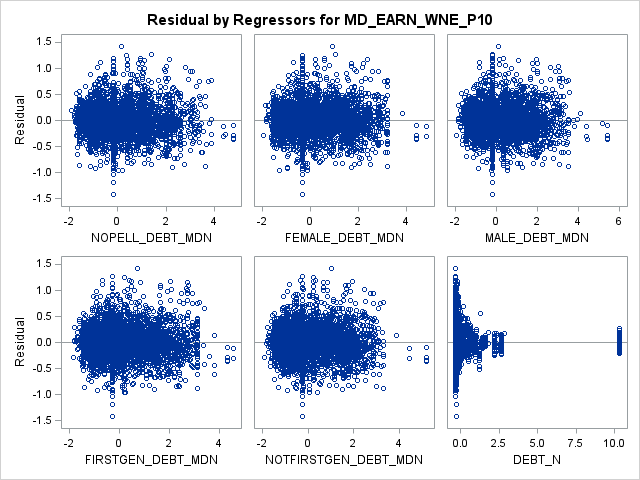 Residual by Regressors for MD_EARN_WNE_P10
1.5
1.0
0.5
0.0
-0.5
-1.0
-1.5
Residual
-2 0 2 4
-2 0 2 4
-2 0 2 4 6
NOPELL_DEBT_MDN
FEMALE_DEBT_MDN
MALE_DEBT_MDN
1.5
1.0
0.5
0.0
-0.5
-1.0
-1.5
Residual
-2 0 2 4
-2 0 2 4
0.0 2.5 5.0 7.5 10.0
FIRSTGEN_DEBT_MDN
NOTFIRSTGEN_DEBT_MDN
DEBT_N